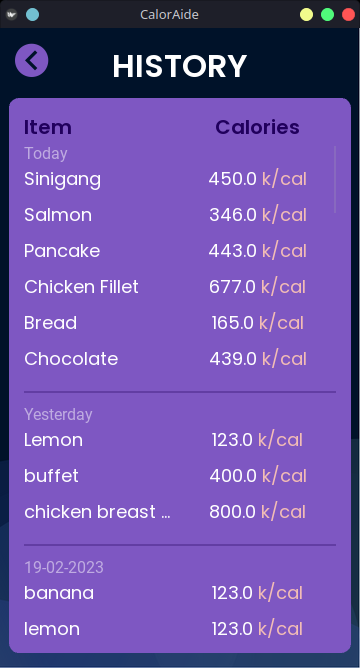 CalorAide
HISTORY
Item Calories
Today
Sinigang 450.0 k/cal
Salmon 346.0 k/cal
Pancake 443.0 k/cal
Chicken Fillet 677.0 k/cal
Bread 165.0 k/cal
Chocolate 439.0 k/cal
Yesterday
Lemon 123.0 k/cal
buffet 400.0 k/cal
chicken breast ... 800.0 k/cal
19-02-2023
banana 123.0 k/cal
lemon 123.0 k/cal